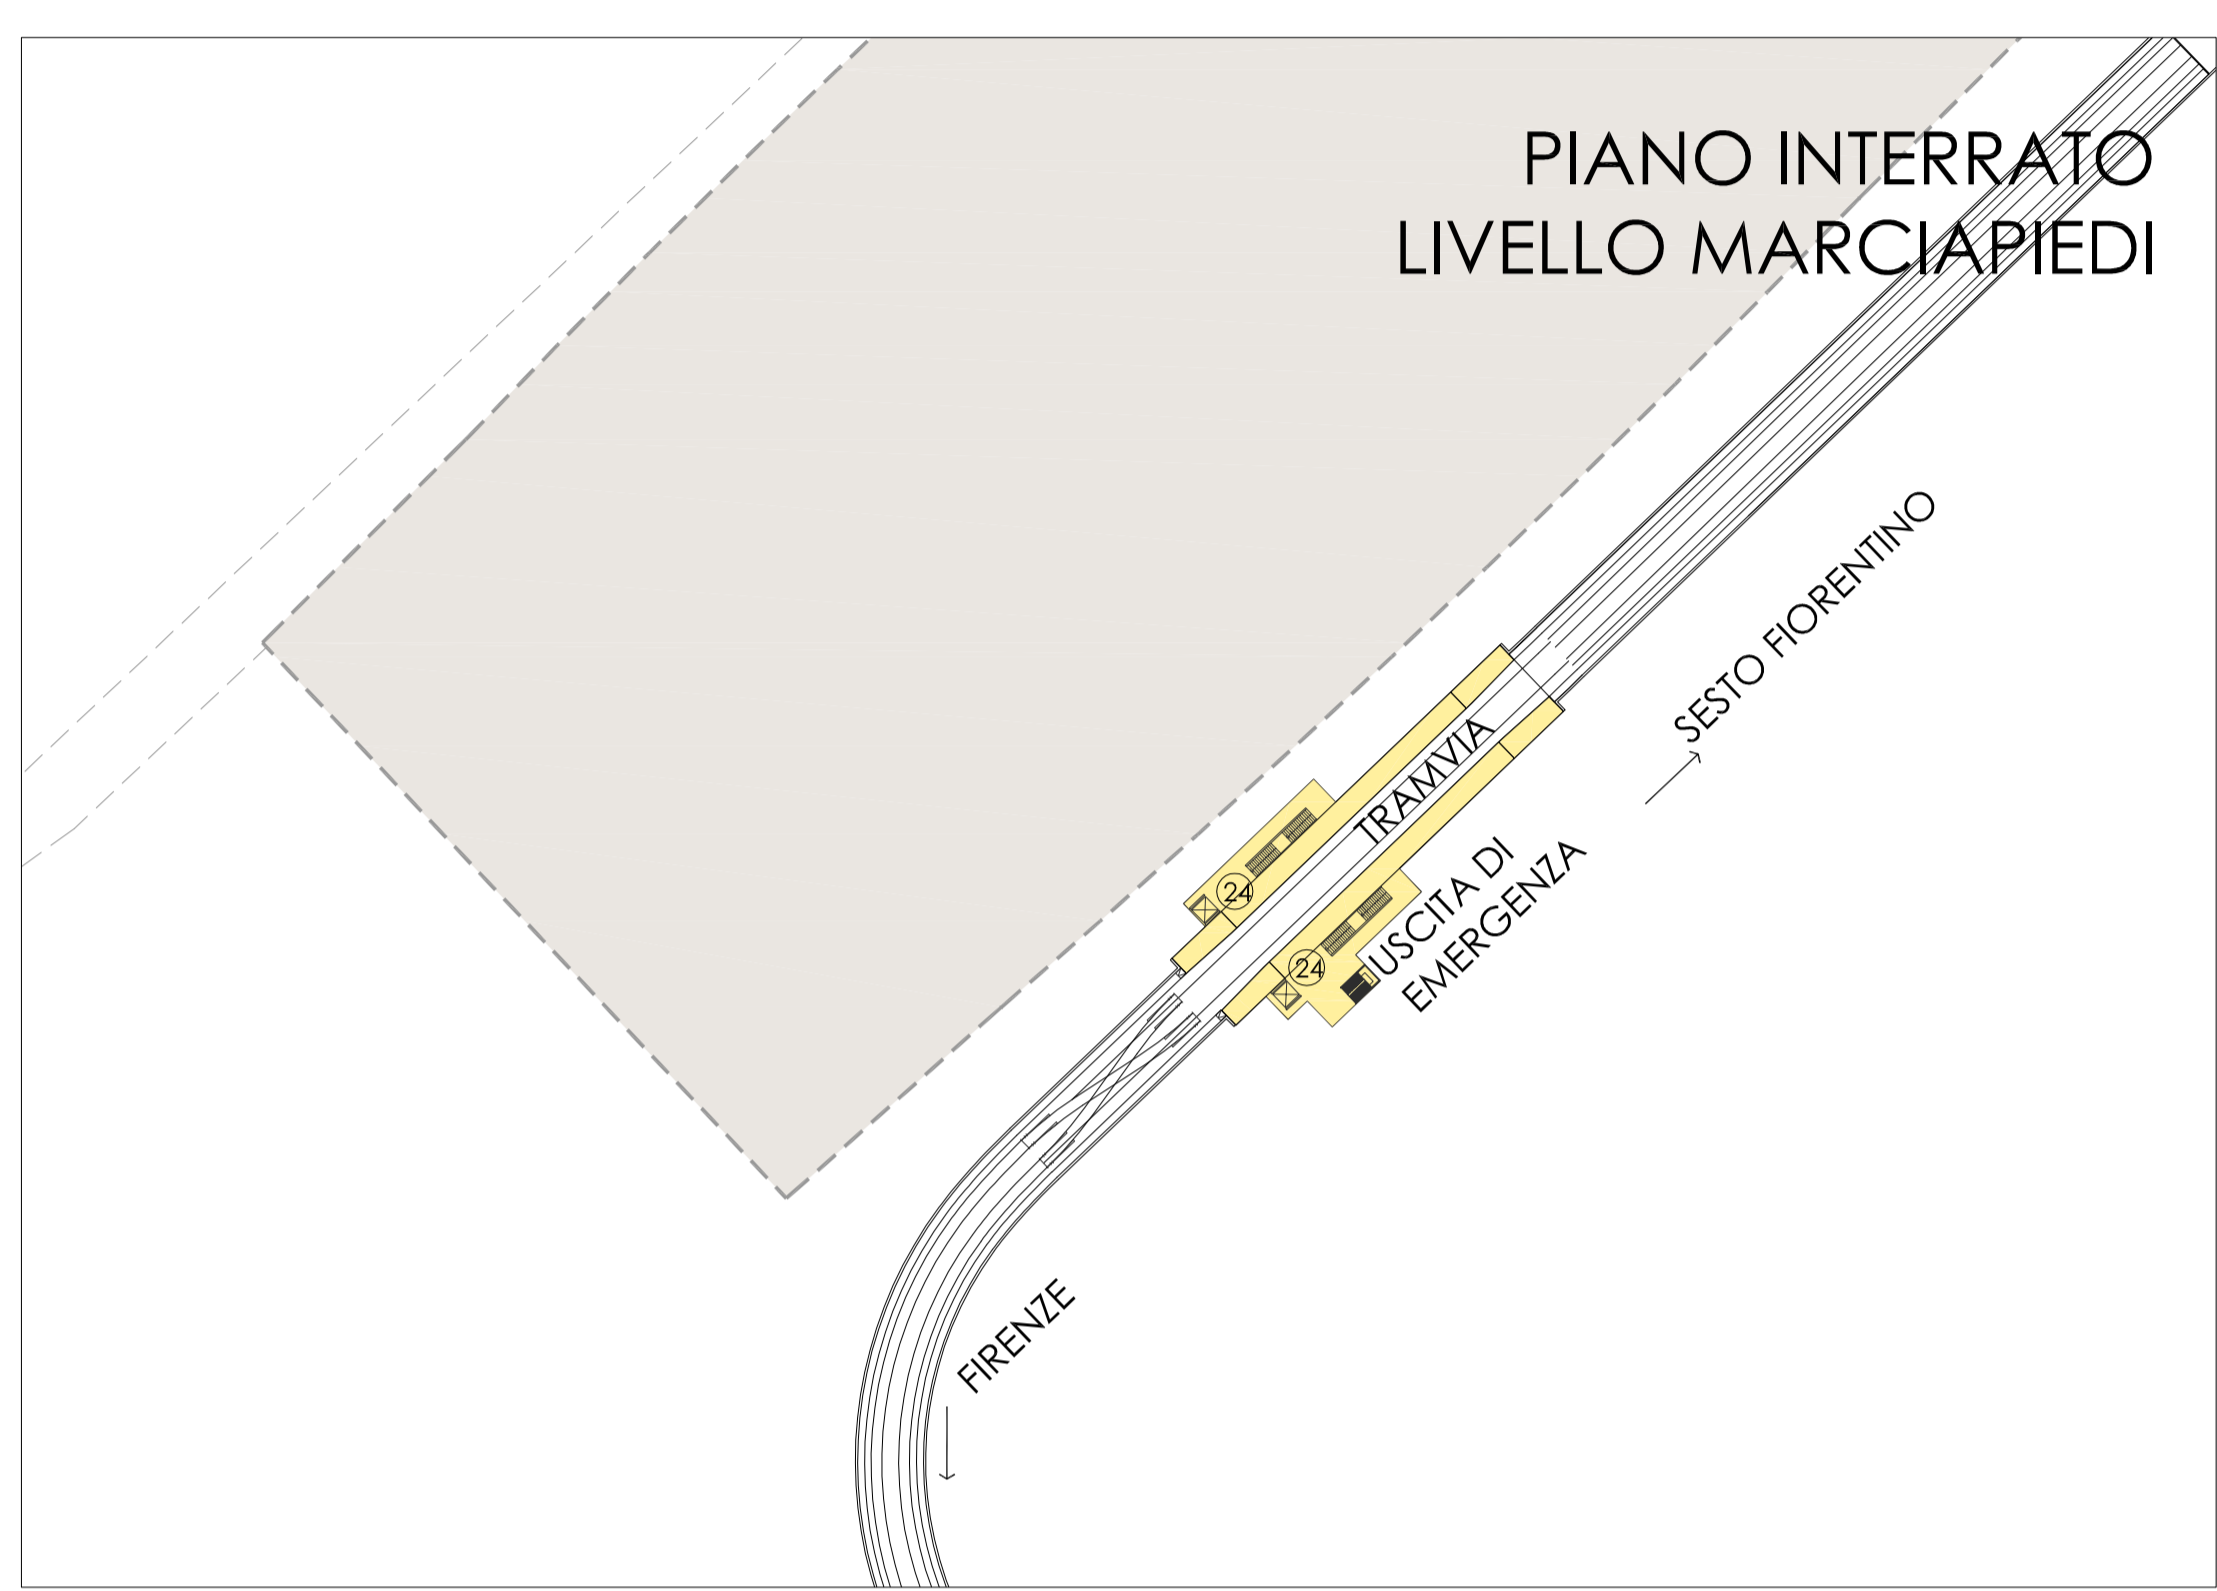 PIANO INTERRATO
LIVELLO MARCIAPIEDI
SESTO FIORENTINO
TRAMVIA
24
24
USCITA DI
EMERGENZA
FIRENZE